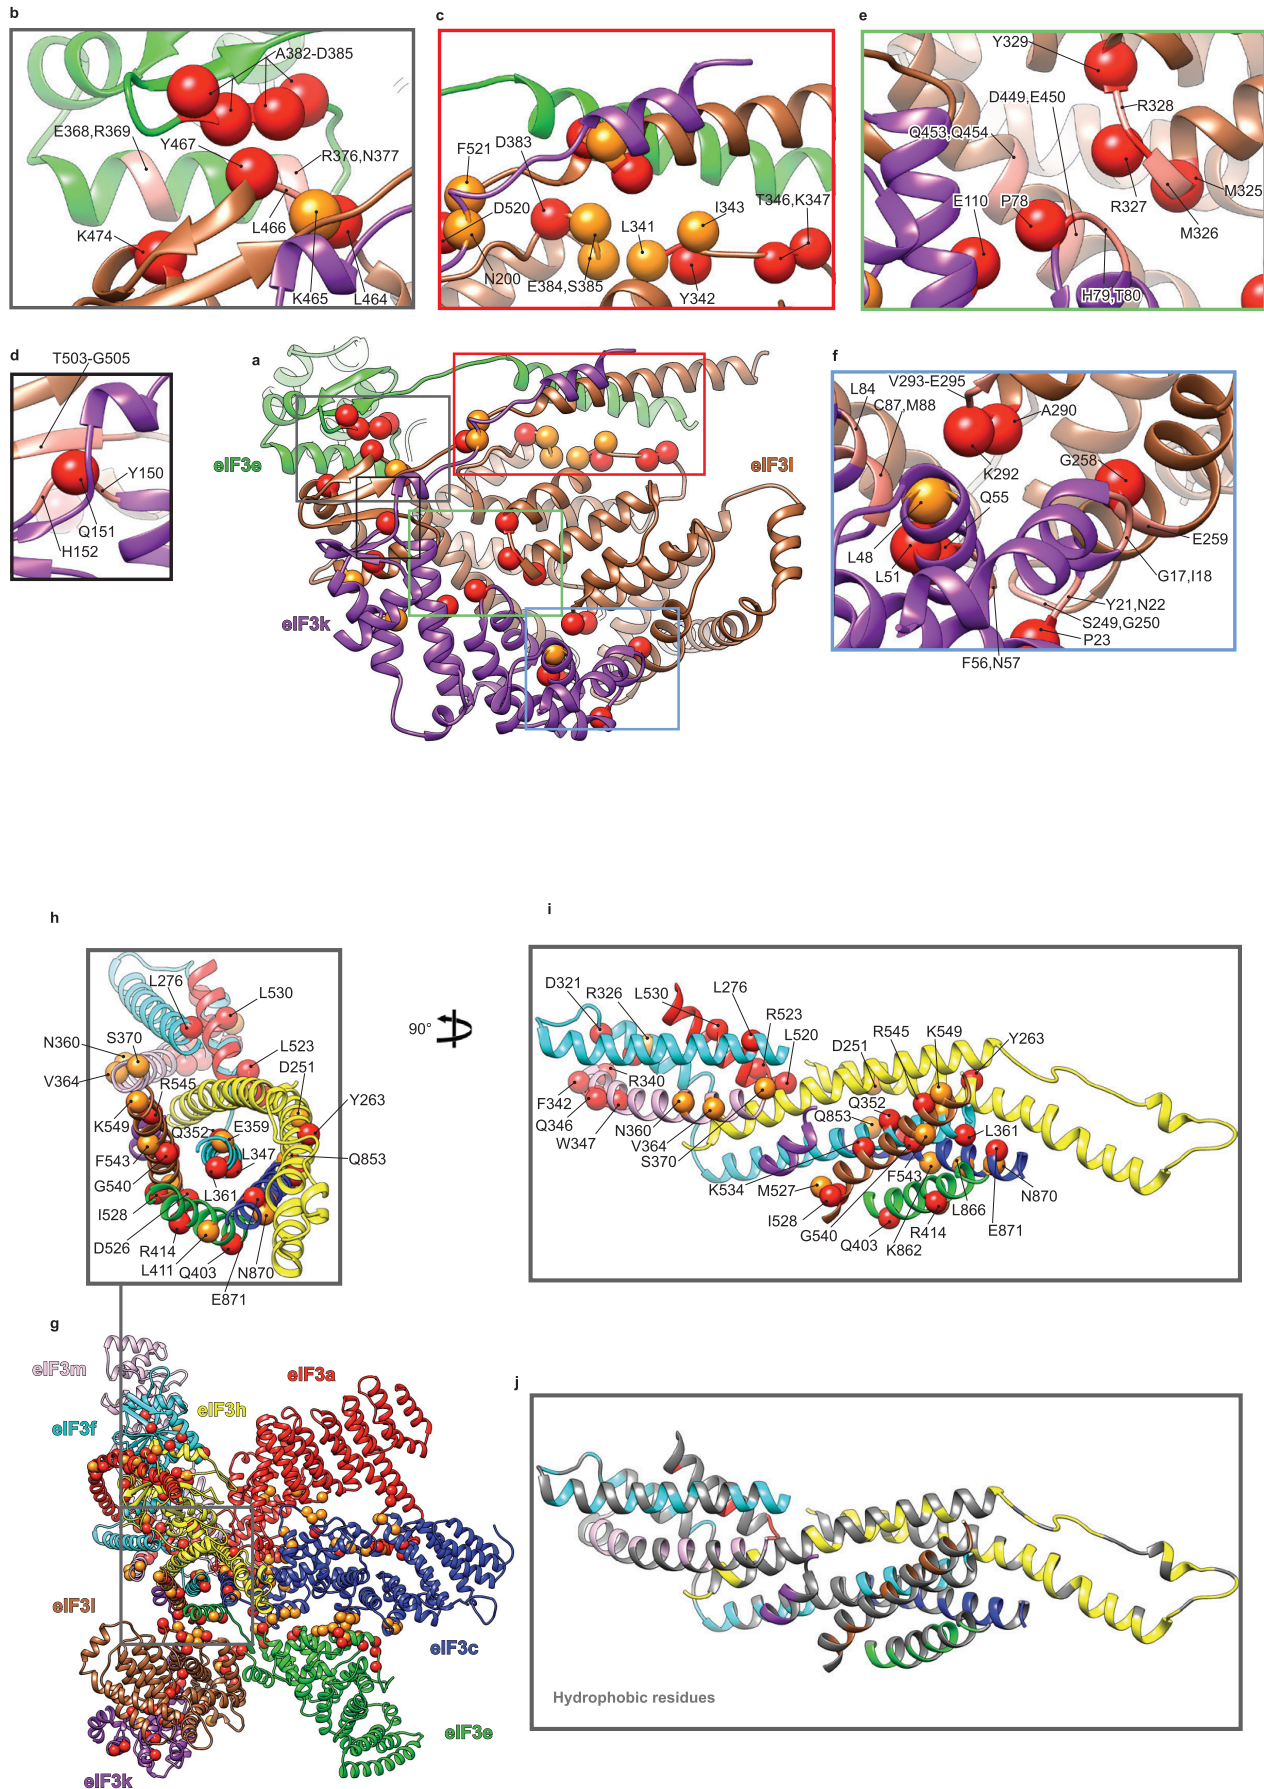 b
A382-D385
E368,R369
Y467
R376,N377
L466
K474
K465
L464
c
F521
D383
D520
L341
I343
T346,K347
N200
E384,S385
Y342
e
Y329
D449,E450
R328
Q453,Q454
E110
P78
R327
M325
M326
H79,T80
d
T503-G505
Y150
Q151
H152
a
eIF3e
eIF3l
eIF3k
f
L84
V293-E295
C87,M88
A290
K292
G258
Q55
L48
L51
E259
G17,I18
Y21,N22
S249,G250
P23
F56,N57
h
L276
L530
N360
S370
V364
L523
R545
D251
K549
Q352
E359
Y263
F543
L347
Q853
G540
L361
I528
D526
R414
L411
Q403
N870
E871
90°
i
D321
R326
L530
L276
R523
L520
R545
K549
D251
Y263
R340
F342
Q346
W347
N360
V364
S370
Q352
Q853
L361
K534
M527
I528
G540
F543
Q403
K862
R414
L866
E871
N870
g
eIF3m
eIF3a
eIF3f
eIF3h
eIF3l
eIF3c
eIF3e
eIF3k
j
Hydrophobic residues